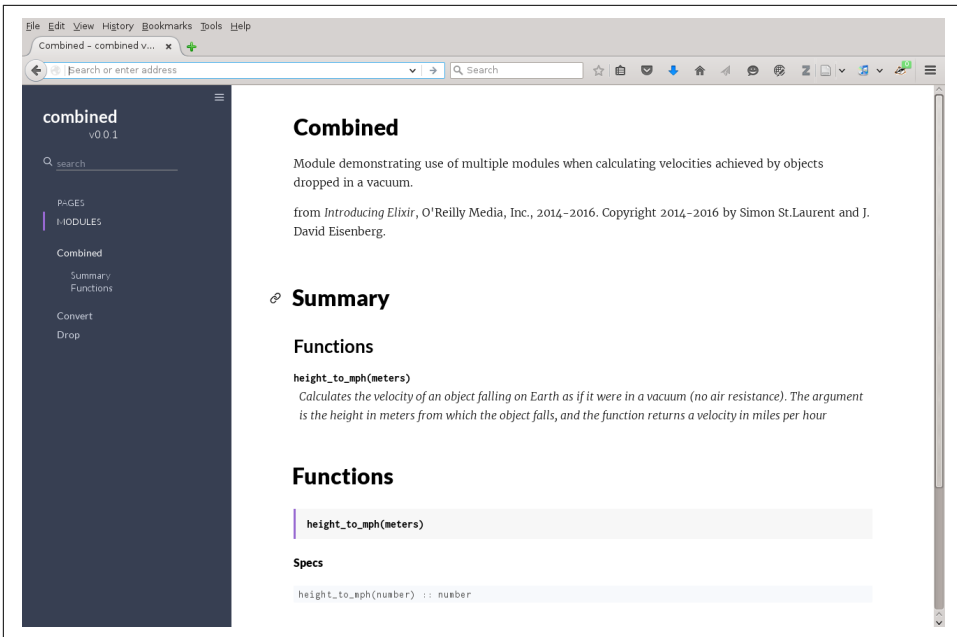 File Edit View History Bookmarks Tools Help
Combined – combined v...
Search or enter address
Search
combined
v0.0.1
search
PAGES
MODULES
Combined
Summary
Functions
Convert
Drop
Combined
Module demonstrating use of multiple modules when calculating velocities achieved by objects
dropped in a vacuum.
from Introducing Elixir, O'Reilly Media, Inc., 2014-2016. Copyright 2014-2016 by Simon St.Laurent and J.
David Eisenberg.
Summary
Functions
height_to_mph(meters)
Calculates the velocity of an object falling on Earth as if it were in a vacuum (no air resistance). The argument
is the height in meters from which the object falls, and the function returns a velocity in miles per hour
Functions
height_to_mph(meters)
Specs
height_to_mph(number) :: number